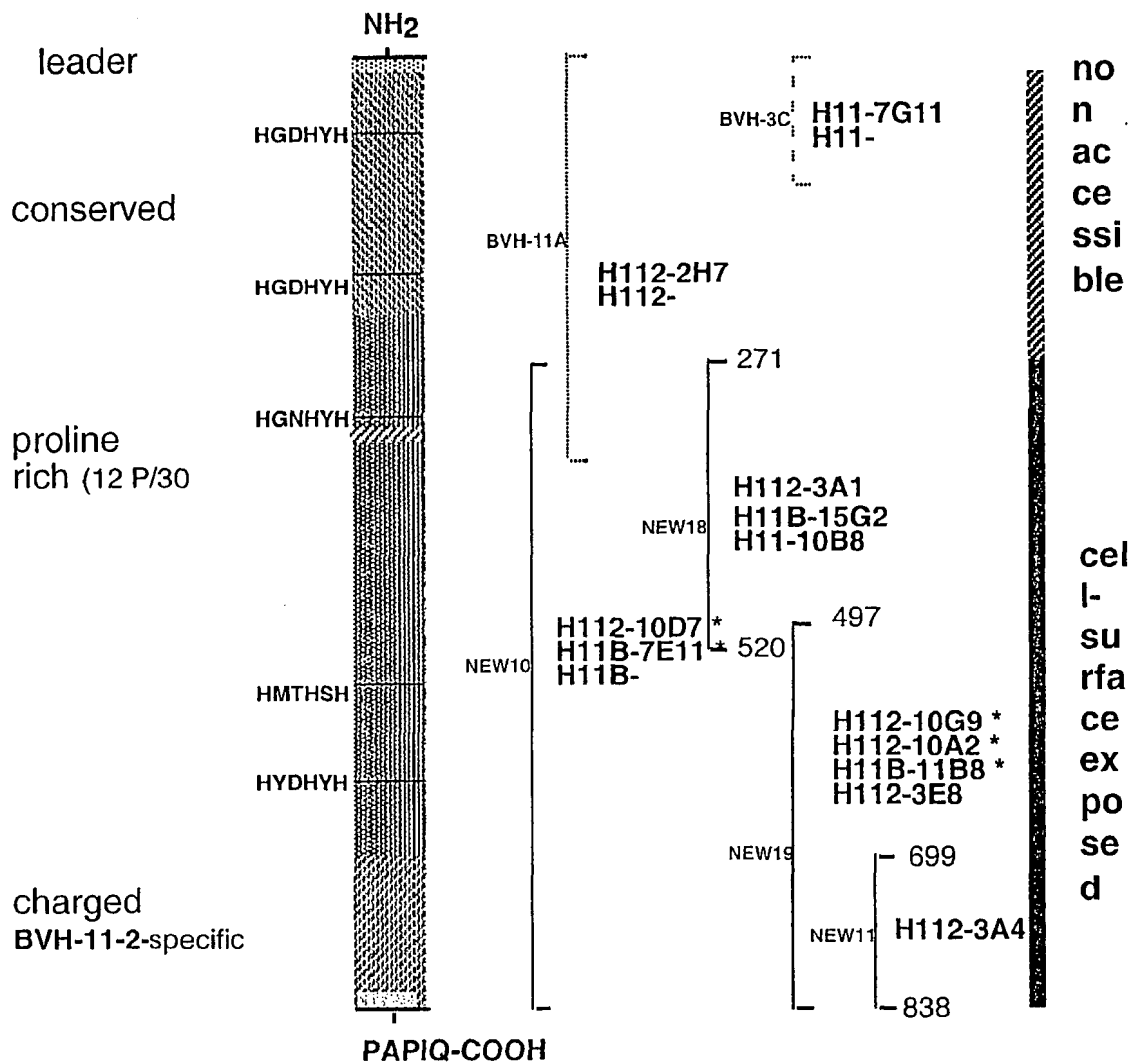 NH2
leader
HGDHYH
conserved
HGDHYH
HGNHYH
proline
rich (12 P/30
HMTHSH
HYDHYH
charged
BVH-11-2-specific
PAPIQ-COOH
BVH-11A
H112-2H7
H112-
NEW10
H112-10D7 *
H11B-7E11 *
H11B-
BVH-3C
H11-7G11
H11-
271
NEW18
H112-3A1
H11B-15G2
H11-10B8
520
497
NEW19
H112-10G9 *
H112-10A2 *
H11B-11B8 *
H112-3E8
699
NEW11
H112-3A4
838
no
n
ac
ce
ssi
ble
cel
l-
su
rfa
ce
ex
po
se
d